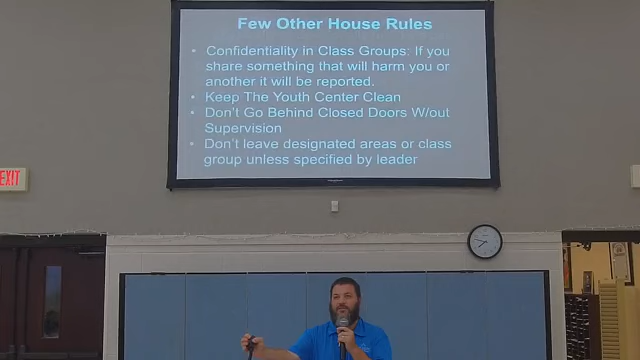 Few Other House Rules
• Confidentiality in Class Groups: If you
share something that will harm you or
another it will be reported.
• Keep The Youth Center Clean
• Don't Go Behind Closed Doors W/out
Supervision
• Don't leave designated areas or class
group unless specified by leader
EXIT